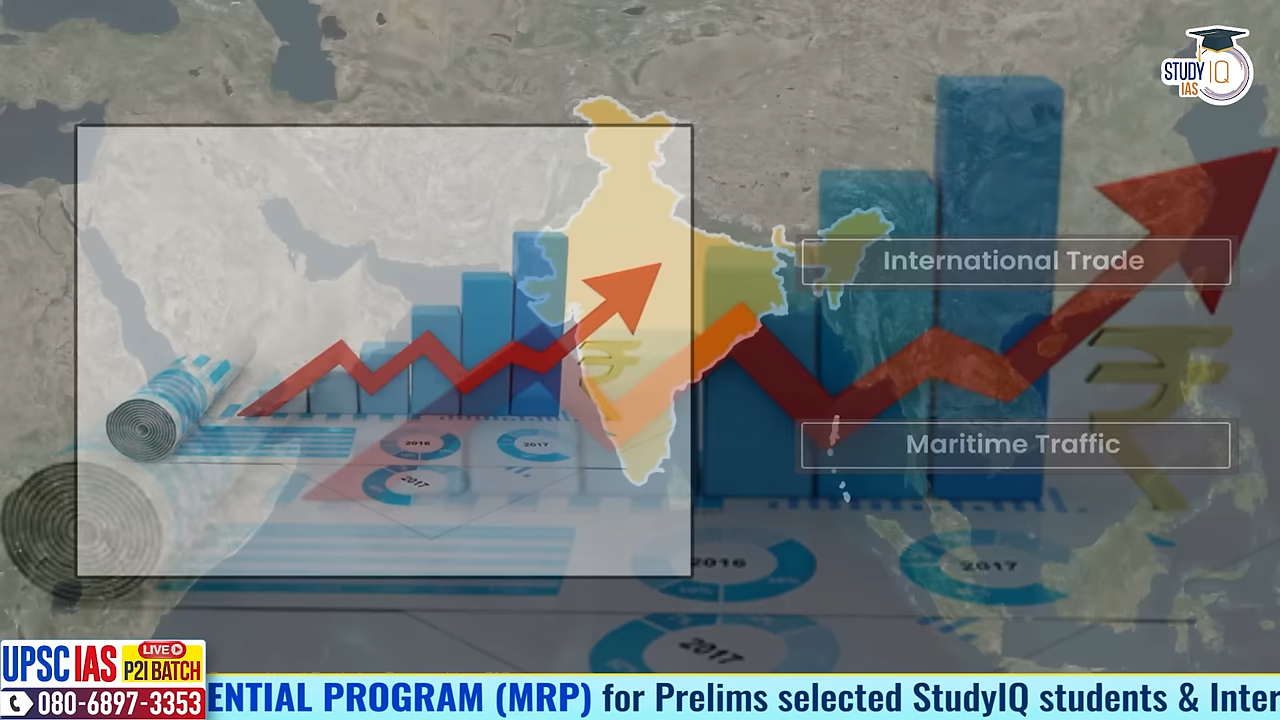 STUDY IQ
IAS
International Trade
Maritime Traffic
2016
2017
2017
2016
2017
2017
UPSC IAS
LIVE
P2I BATCH
080-6897-3353
ENTIAL PROGRAM (MRP) for Prelims selected StudyIQ students & Inter